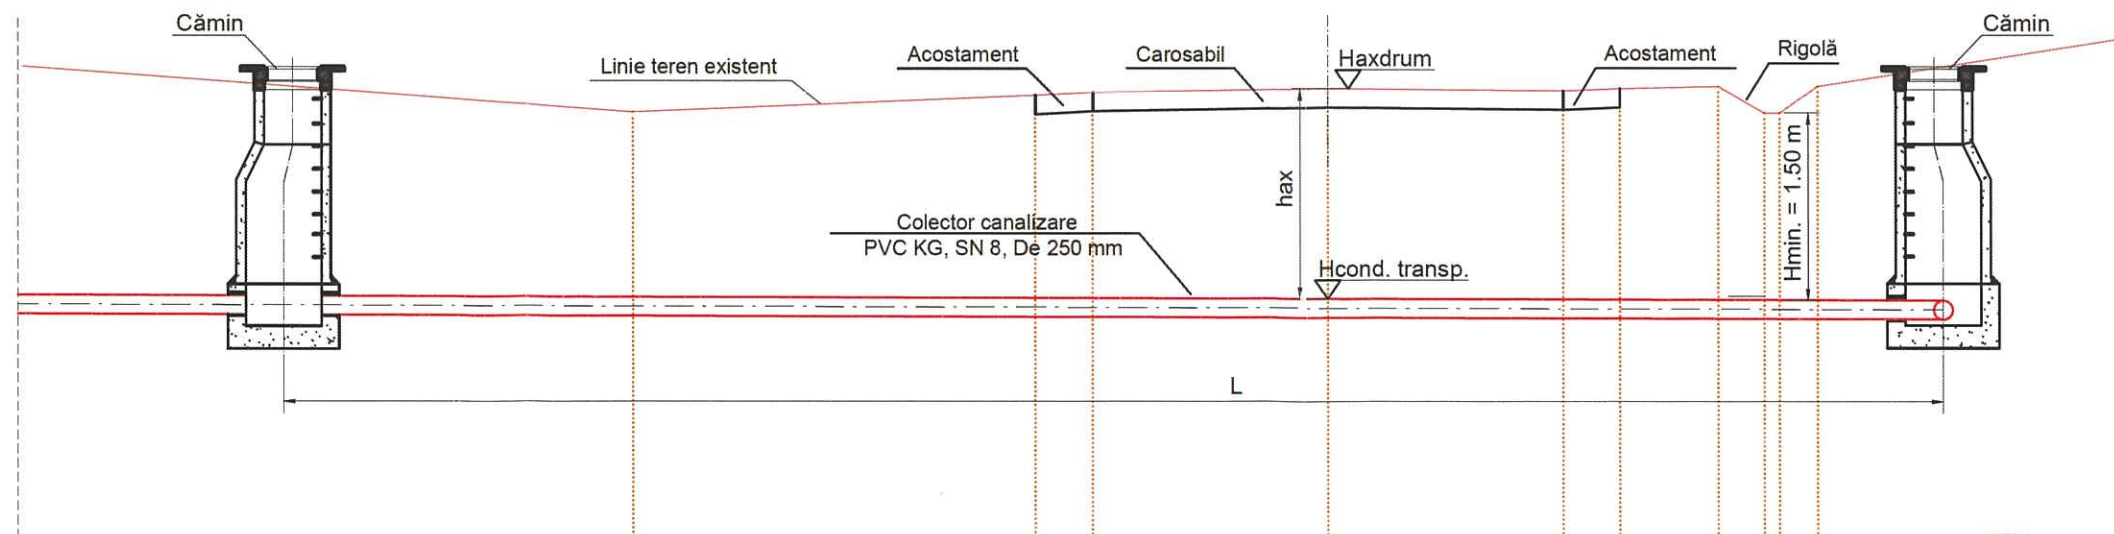 Cămin
Linie teren existent
Acostament
Carosabil
Haxdrum
Acostament
Rigolă
Cămin
hax
Hmin. = 1.50 m
Colector canalizare
PVC KG, SN 8, De 250 mm
Hcond. transp.
L